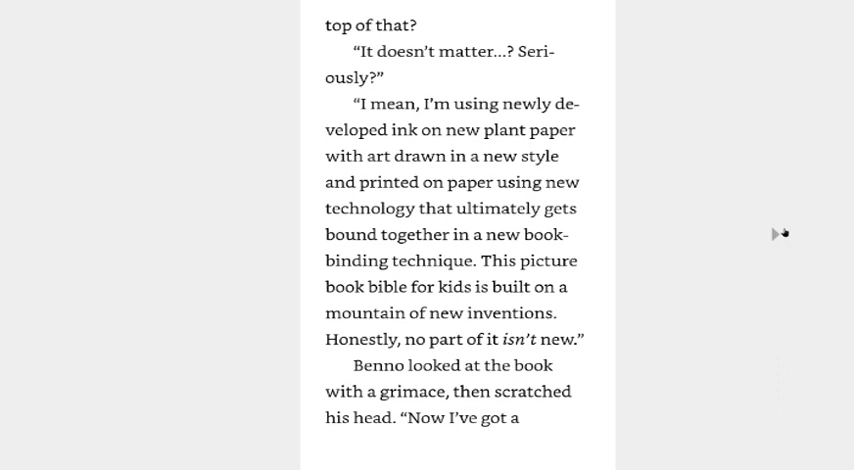 top of that?
“It doesn’t matter...? Seri-
ously?”
“I mean, I’m using newly de-
veloped ink on new plant paper
with art drawn in a new style
and printed on paper using new
technology that ultimately gets
bound together in a new book-
binding technique. This picture
book bible for kids is built on a
mountain of new inventions.
Honestly, no part of it isn’t new.”
Benno looked at the book
with a grimace, then scratched
his head. “Now I’ve got a